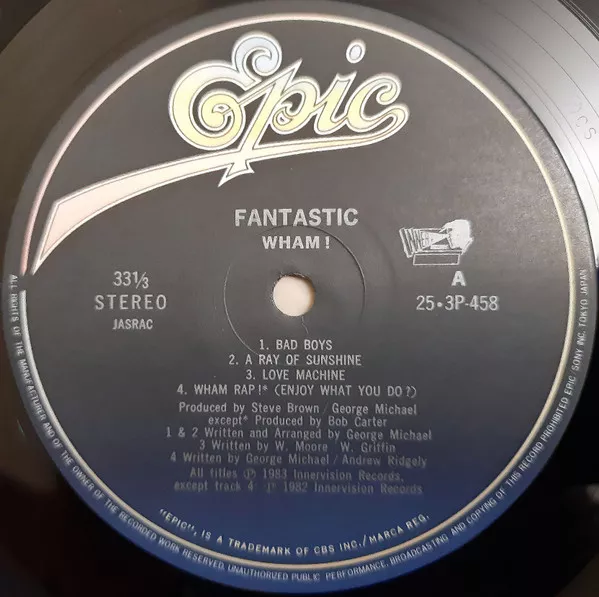 Epic
FANTASTIC
WHAM!
33⅓
STEREO
JASRAC
A
25・3P-458
1. BAD BOYS
2. A RAY OF SUNSHINE
3. LOVE MACHINE
4. WHAM RAP!* (ENJOY WHAT YOU DO?)
Produced by Steve Brown / George Michael
except* Produced by Bob Carter
1 & 2 Written and Arranged by George Michael
3 Written by W. Moore W. Griffin
4 Written by George Michael / Andrew Ridgely
All titles ℗ 1983 Innervision Records,
except track 4 ℗ 1982 Innervision Records
"EPIC", IS A TRADEMARK OF CBS INC./MARCA REG.
ALL RIGHTS OF THE MANUFACTURER AND OF THE OWNER OF THE RECORDED WORK RESERVED. UNAUTHORIZED PUBLIC PERFORMANCE, BROADCASTING AND COPYING OF THIS RECORD PROHIBITED EPIC/SONY INC. TOKYO JAPAN